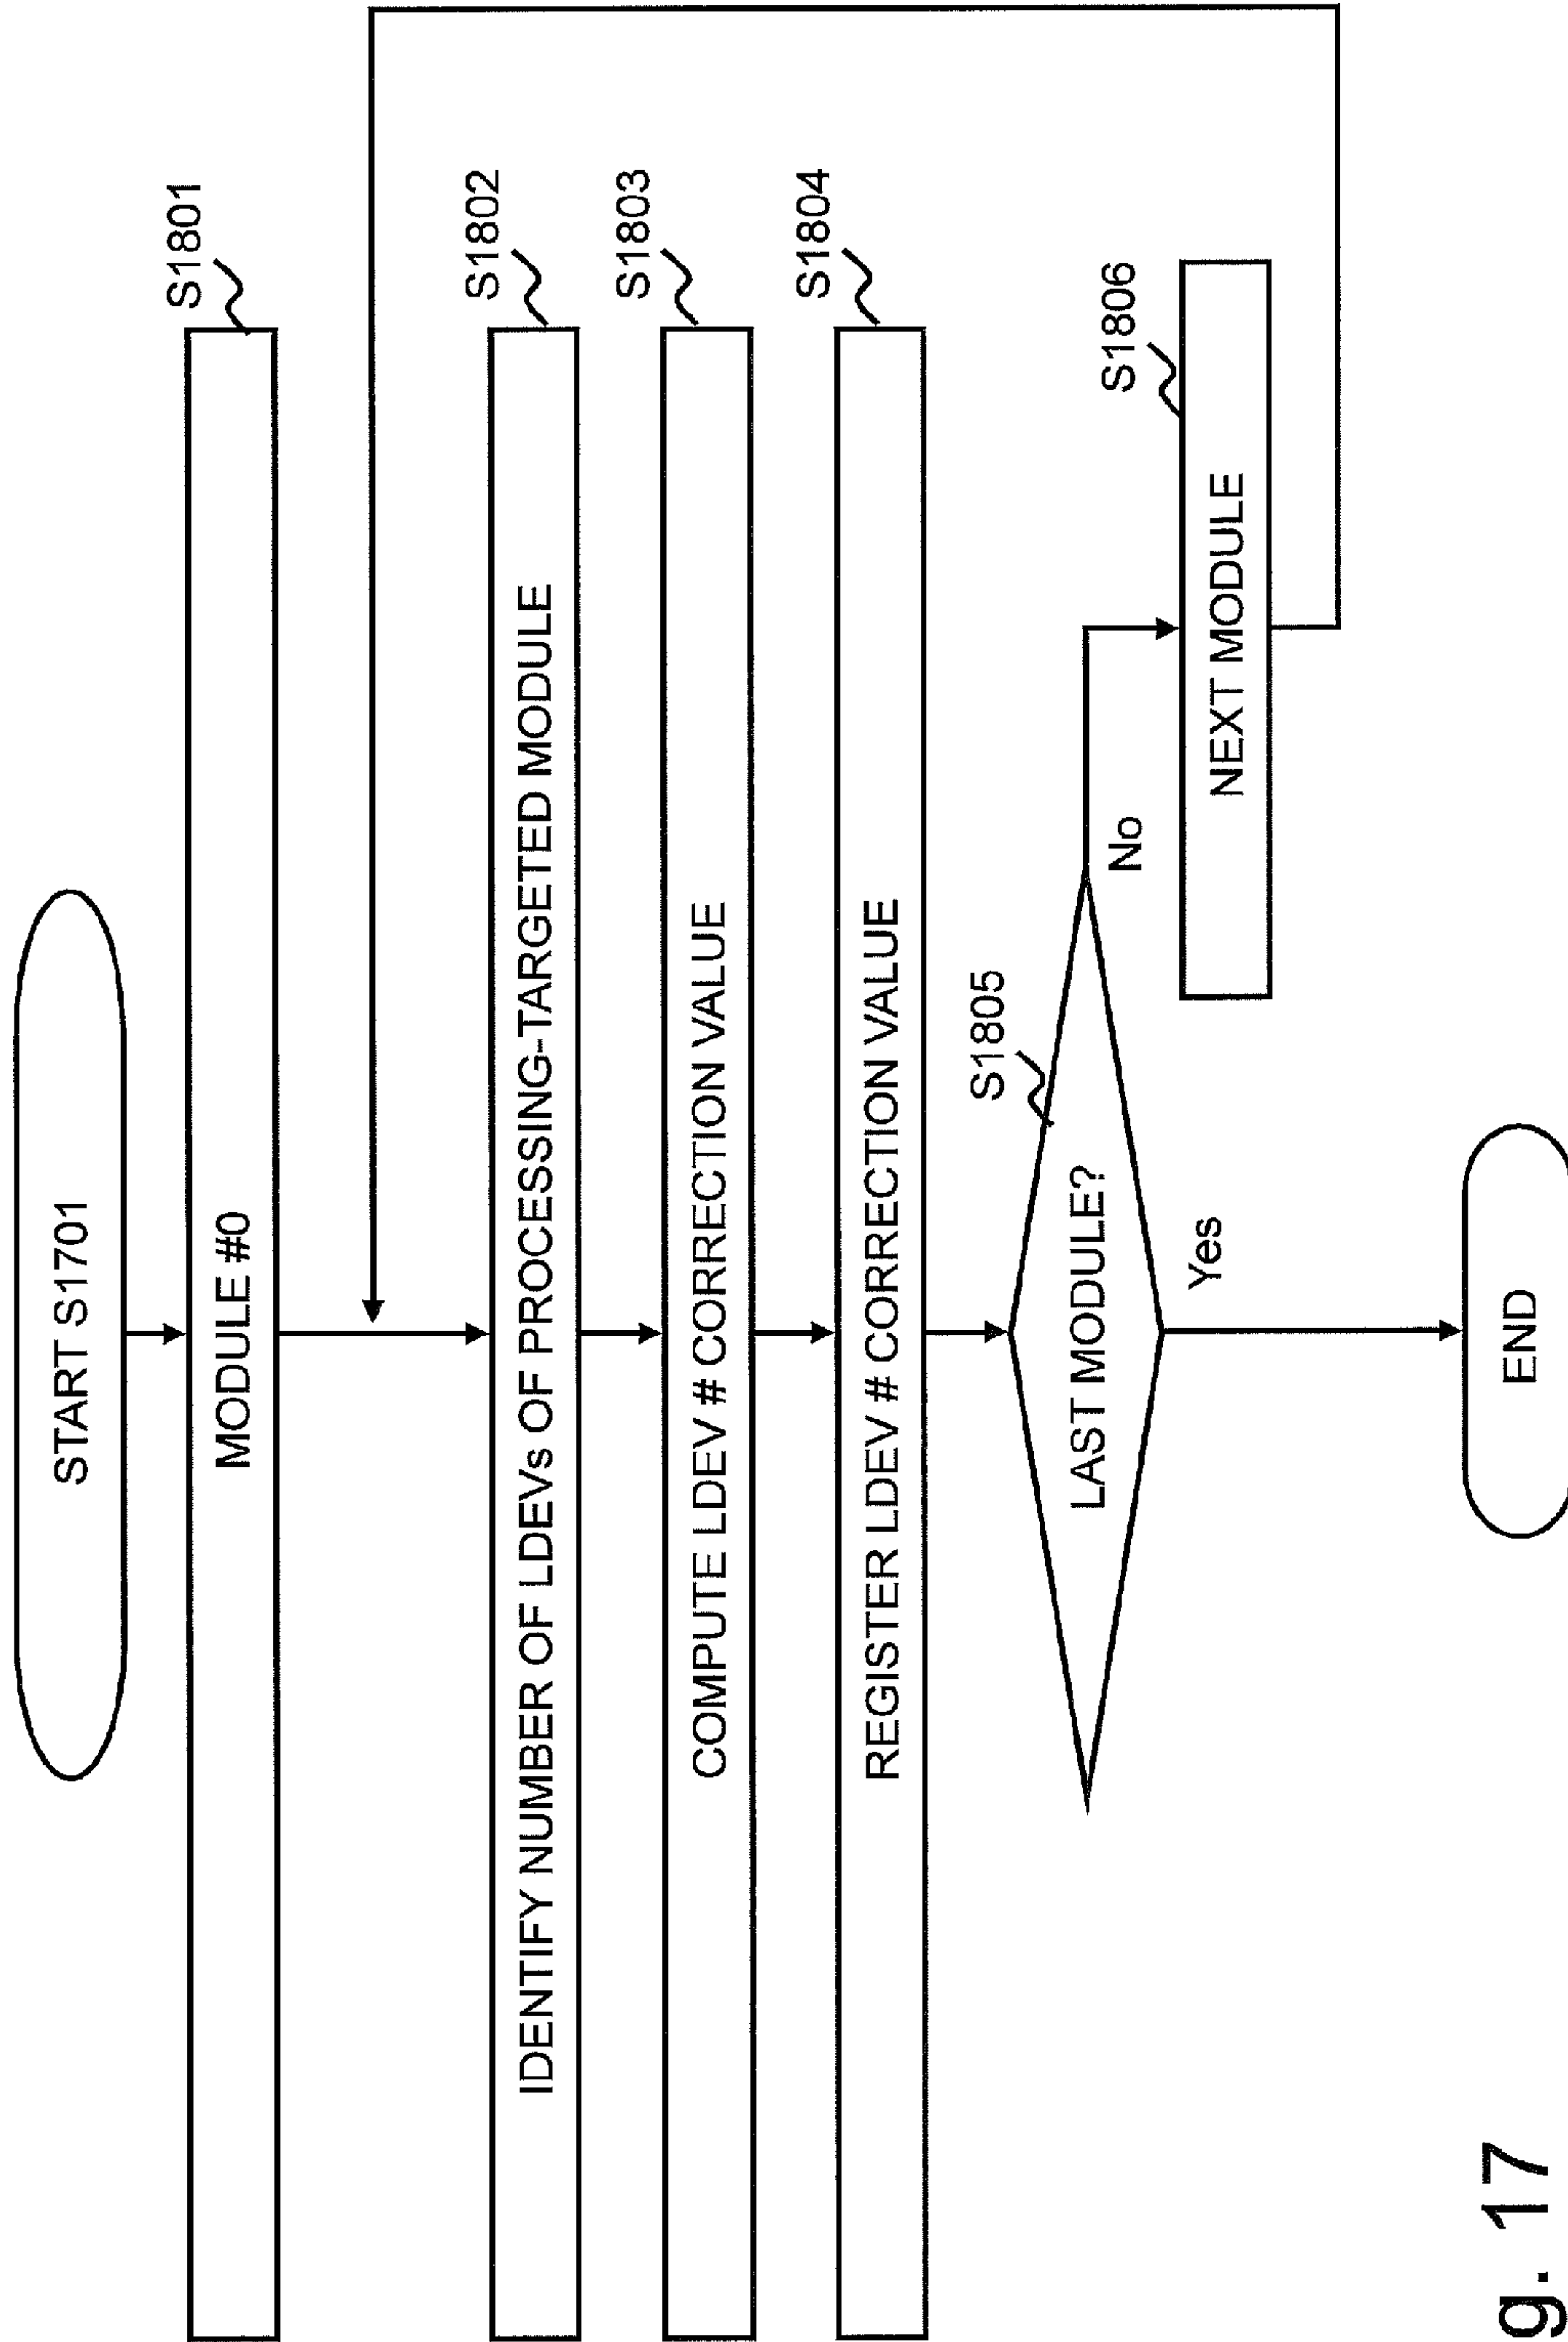 START S1701
S1801
MODULE #0
S1802
IDENTIFY NUMBER OF LDEVs OF PROCESSING-TARGETED MODULE
S1803
COMPUTE LDEV # CORRECTION VALUE
S1804
REGISTER LDEV # CORRECTION VALUE
S1805
LAST MODULE?
No
S1806
NEXT MODULE
Yes
END
g. 17